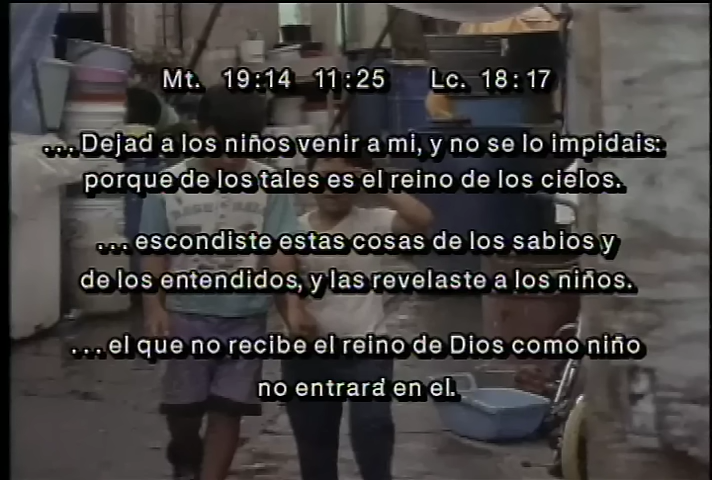 Mt. 19:14 11:25 Lc. 18:17
...Dejad a los niños venir a mi, y no se lo impidais:
porque de los tales es el reino de los cielos.
...escondiste estas cosas de los sabios y
de los entendidos, y las revelaste a los niños.
...el que no recibe el reino de Dios como niño
no entrará en el.